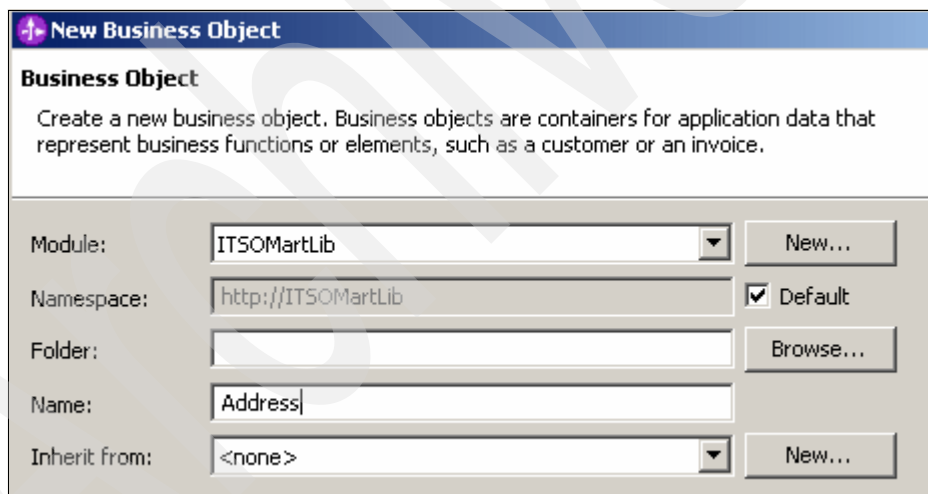 New Business Object
Business Object
Create a new business object. Business objects are containers for application data that
represent business functions or elements, such as a customer or an invoice.
Module: ITSOMartLib New...
Namespace: http://ITSOMartLib Default
Folder: Browse...
Name: Address
Inherit from: <none> New...